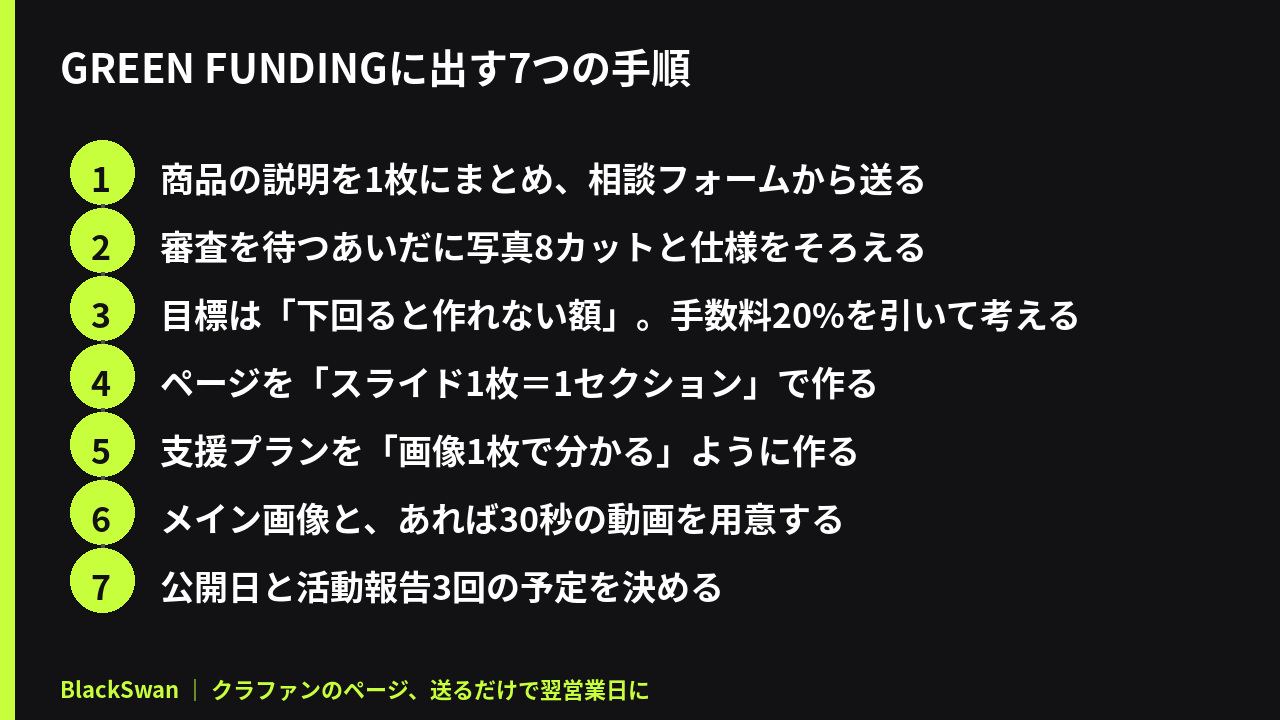 GREEN FUNDINGに出す7つの手順
1 商品の説明を1枚にまとめ、相談フォームから送る
2 審査を待つあいだに写真8カットと仕様をそろえる
3 目標は「下回ると作れない額」。手数料20%を引いて考える
4 ページを「スライド1枚＝1セクション」で作る
5 支援プランを「画像1枚で分かる」ように作る
6 メイン画像と、あれば30秒の動画を用意する
7 公開日と活動報告3回の予定を決める
BlackSwan｜クラファンのページ、送るだけで翌営業日に